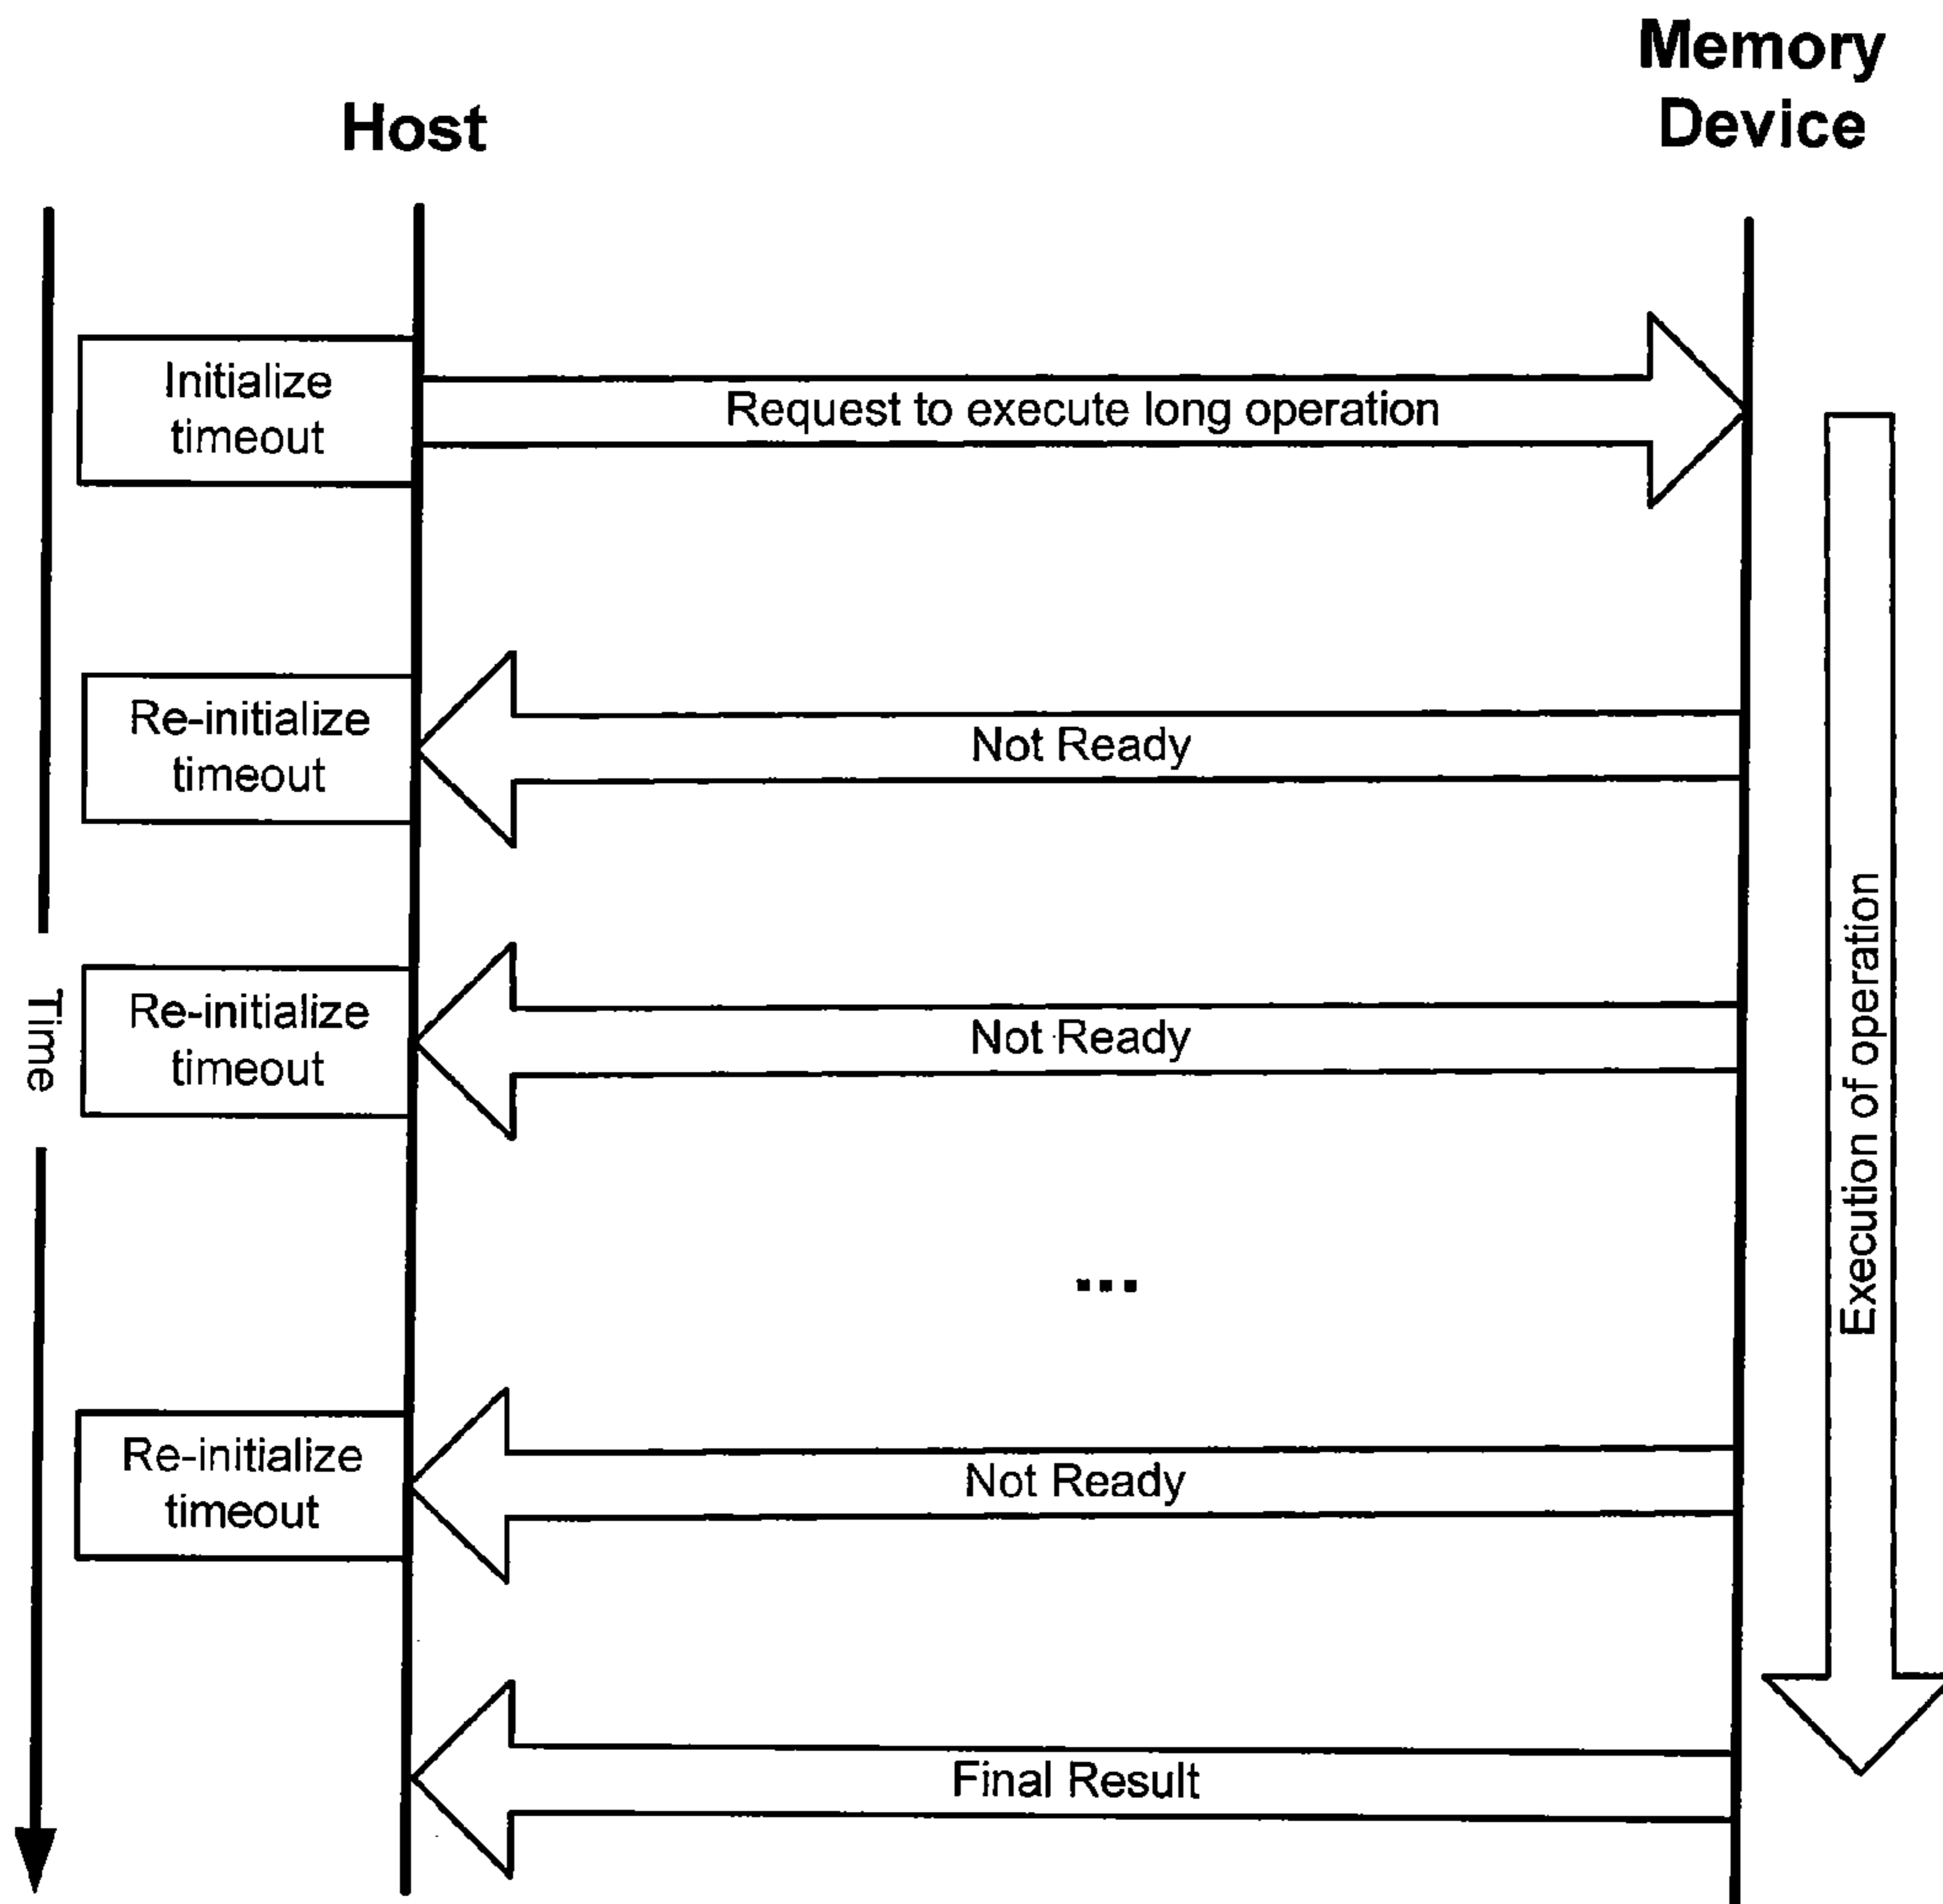 Memory
Device
Host
Initialize
timeout
Request to execute long operation
Re-initialize
timeout
Not Ready
Re-initialize
timeout
Not Ready
Time
Execution of operation
...
Re-initialize
timeout
Not Ready
Final Result